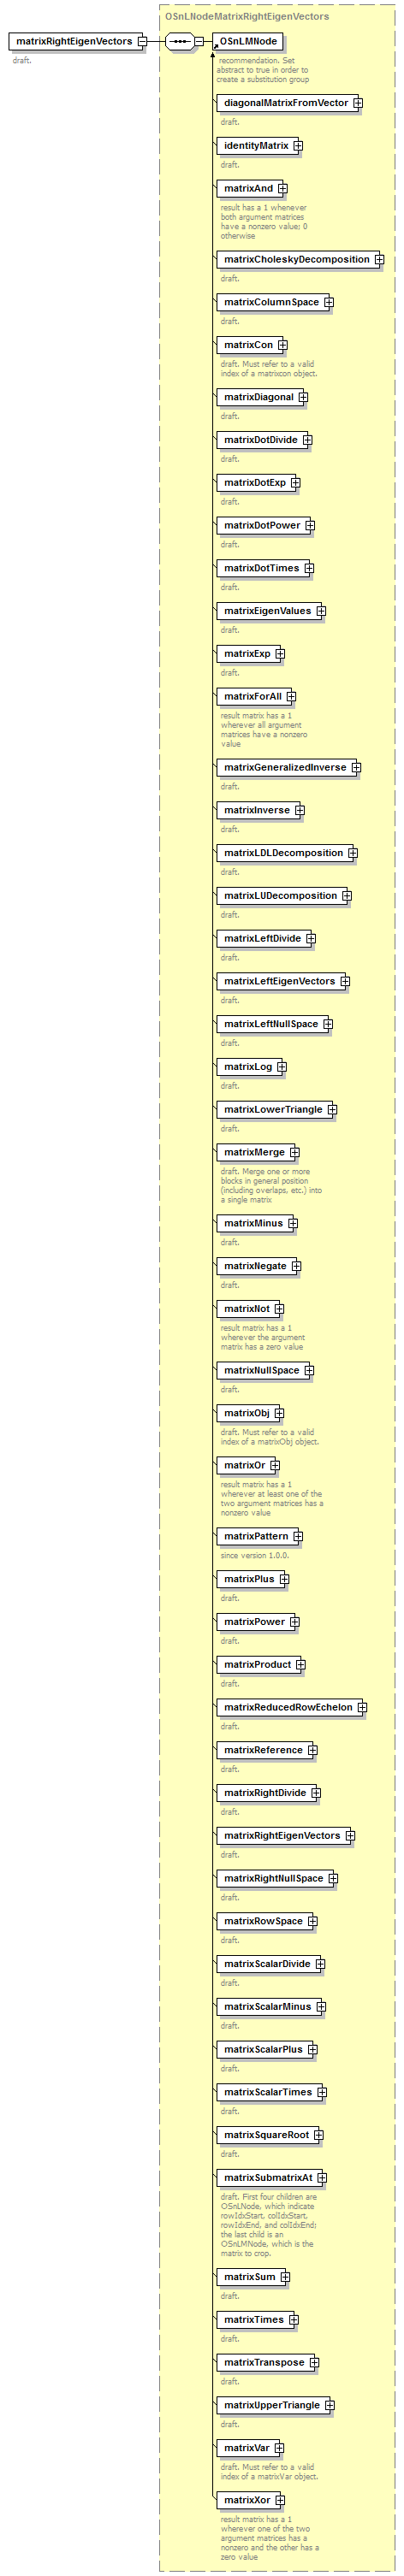 OSnLNodeMatrixRightEigenVectors
matrixRightEigenVectors
draft.
OSnLMNode
recommendation. Set
abstract to true in order to
create a substitution group
diagonalMatrixFromVector
draft.
identityMatrix
draft.
matrixAnd
result has a 1 whenever
both argument matrices
have a nonzero value; 0
otherwise
matrixCholeskyDecomposition
draft.
matrixColumnSpace
draft.
matrixCon
draft. Must refer to a valid
index of a matrixcon object.
matrixDiagonal
draft.
matrixDotDivide
draft.
matrixDotExp
draft.
matrixDotPower
draft.
matrixDotTimes
draft.
matrixEigenValues
draft.
matrixExp
draft.
matrixForAll
result matrix has a 1
wherever all argument
matrices have a nonzero
value
matrixGeneralizedInverse
draft.
matrixInverse
draft.
matrixLDLDecomposition
draft.
matrixLUDecomposition
draft.
matrixLeftDivide
draft.
matrixLeftEigenVectors
draft.
matrixLeftNullSpace
draft.
matrixLog
draft.
matrixLowerTriangle
draft.
matrixMerge
draft. Merge one or more
blocks in general position
(including overlaps, etc.) into
a single matrix
matrixMinus
draft.
matrixNegate
draft.
matrixNot
result matrix has a 1
wherever the argument
matrix has a zero value
matrixNullSpace
draft.
matrixObj
draft. Must refer to a valid
index of a matrixObj object.
matrixOr
result matrix has a 1
wherever at least one of the
two argument matrices has a
nonzero value
matrixPattern
since version 1.0.0.
matrixPlus
draft.
matrixPower
draft.
matrixProduct
draft.
matrixReducedRowEchelon
draft.
matrixReference
draft.
matrixRightDivide
draft.
matrixRightEigenVectors
draft.
matrixRightNullSpace
draft.
matrixRowSpace
draft.
matrixScalarDivide
draft.
matrixScalarMinus
draft.
matrixScalarPlus
draft.
matrixScalarTimes
draft.
matrixSquareRoot
draft.
matrixSubmatrixAt
draft. First four children are
OSnLNode, which indicate
rowIdxStart, colIdxStart,
rowIdxEnd, and colIdxEnd;
the last child is an
OSnLMNode, which is the
matrix to crop.
matrixSum
draft.
matrixTimes
draft.
matrixTranspose
draft.
matrixUpperTriangle
draft.
matrixVar
draft. Must refer to a valid
index of a matrixVar object.
matrixXor
result matrix has a 1
wherever one of the two
argument matrices has a
nonzero and the other has a
zero value